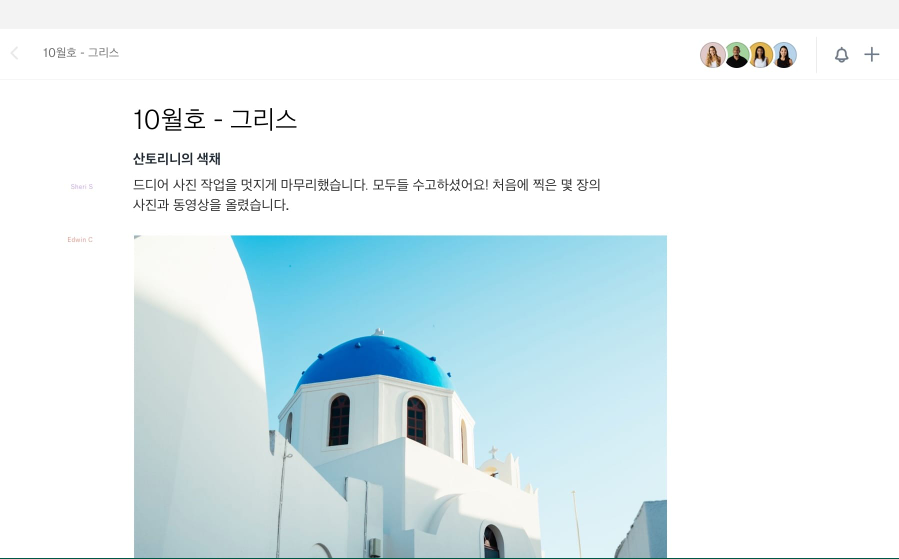 10월호 - 그리스
10월호 - 그리스
산토리니의 색채
Sheri S
드디어 사진 작업을 멋지게 마무리했습니다. 모두들 수고하셨어요! 처음에 찍은 몇 장의
사진과 동영상을 올렸습니다.
Edwin C